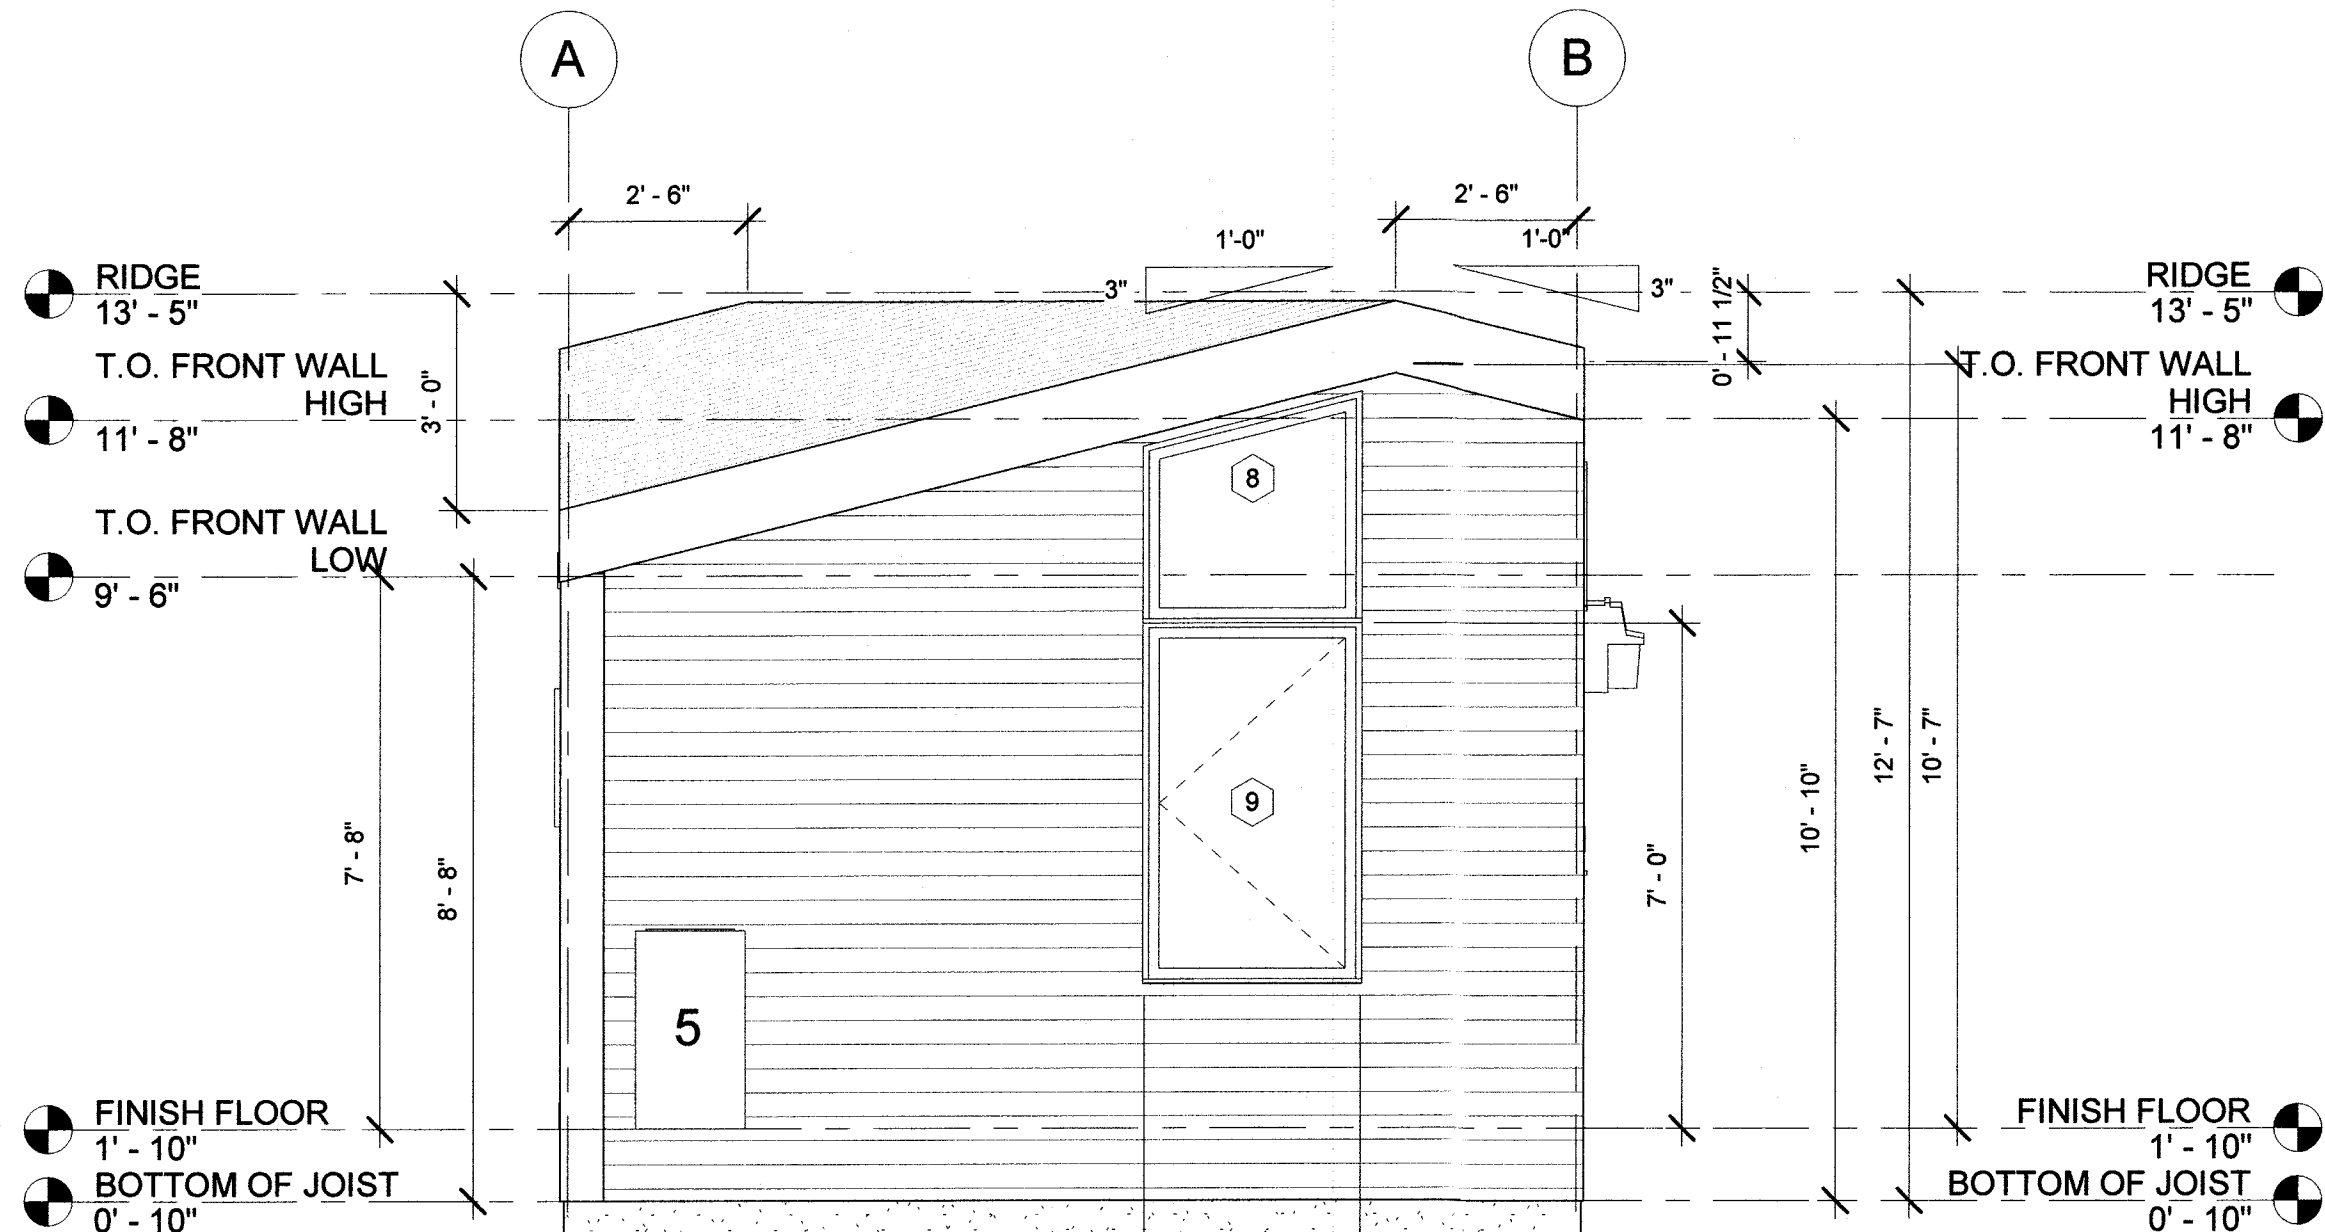 A
B
2' - 6"
2' - 6"
1'-0"
1'-0"
RIDGE
13' - 5"
3"
3"
0' - 11 1/2"
RIDGE
13' - 5"
T.O. FRONT WALL
HIGH
11' - 8"
3' - 0"
T.O. FRONT WALL
HIGH
11' - 8"
8
T.O. FRONT WALL
LOW
9' - 6"
9
7' - 8"
8' - 8"
7' - 0"
10' - 10"
12' - 7"
10' - 7"
5
FINISH FLOOR
1' - 10"
FINISH FLOOR
1' - 10"
BOTTOM OF JOIST
0' - 10"
BOTTOM OF JOIST
0' - 10"